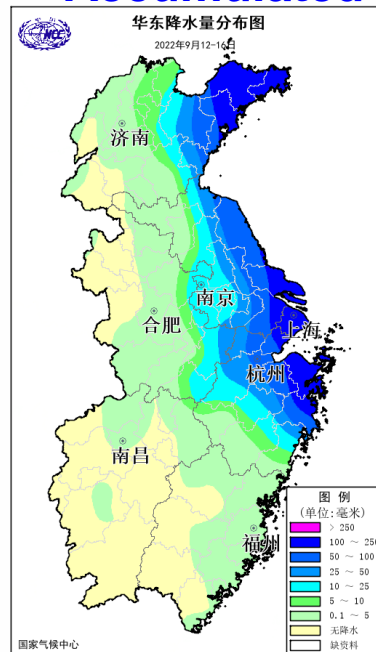 Accumulated
NCC
华东降水量分布图
2022年9月12-16日
济南
南京
合肥
上海
杭州
南昌
福州
图 例
(单位:毫米)
> 250
100 ~ 250
50 ~ 100
25 ~ 50
10 ~ 25
5 ~ 10
0.1 ~ 5
无降水
缺资料
国家气候中心